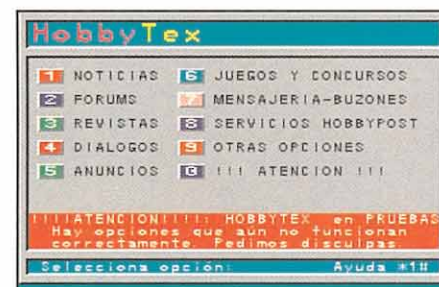 HobbyTex
1 NOTICIAS 6 JUEGOS Y CONCURSOS
2 FORUMS 7 MENSAJERIA-BUZONES
3 REVISTAS 8 SERVICIOS HOBBYPOST
4 DIALOGOS 9 OTRAS OPCIONES
5 ANUNCIOS 0 !!! ATENCION !!!
!!!!ATENCION!!!!: HOBBYTEX en PRUEBAS
Hay opciones que aún no funcionan
correctamente. Pedimos disculpas.
Selecciona opción: Ayuda *1#